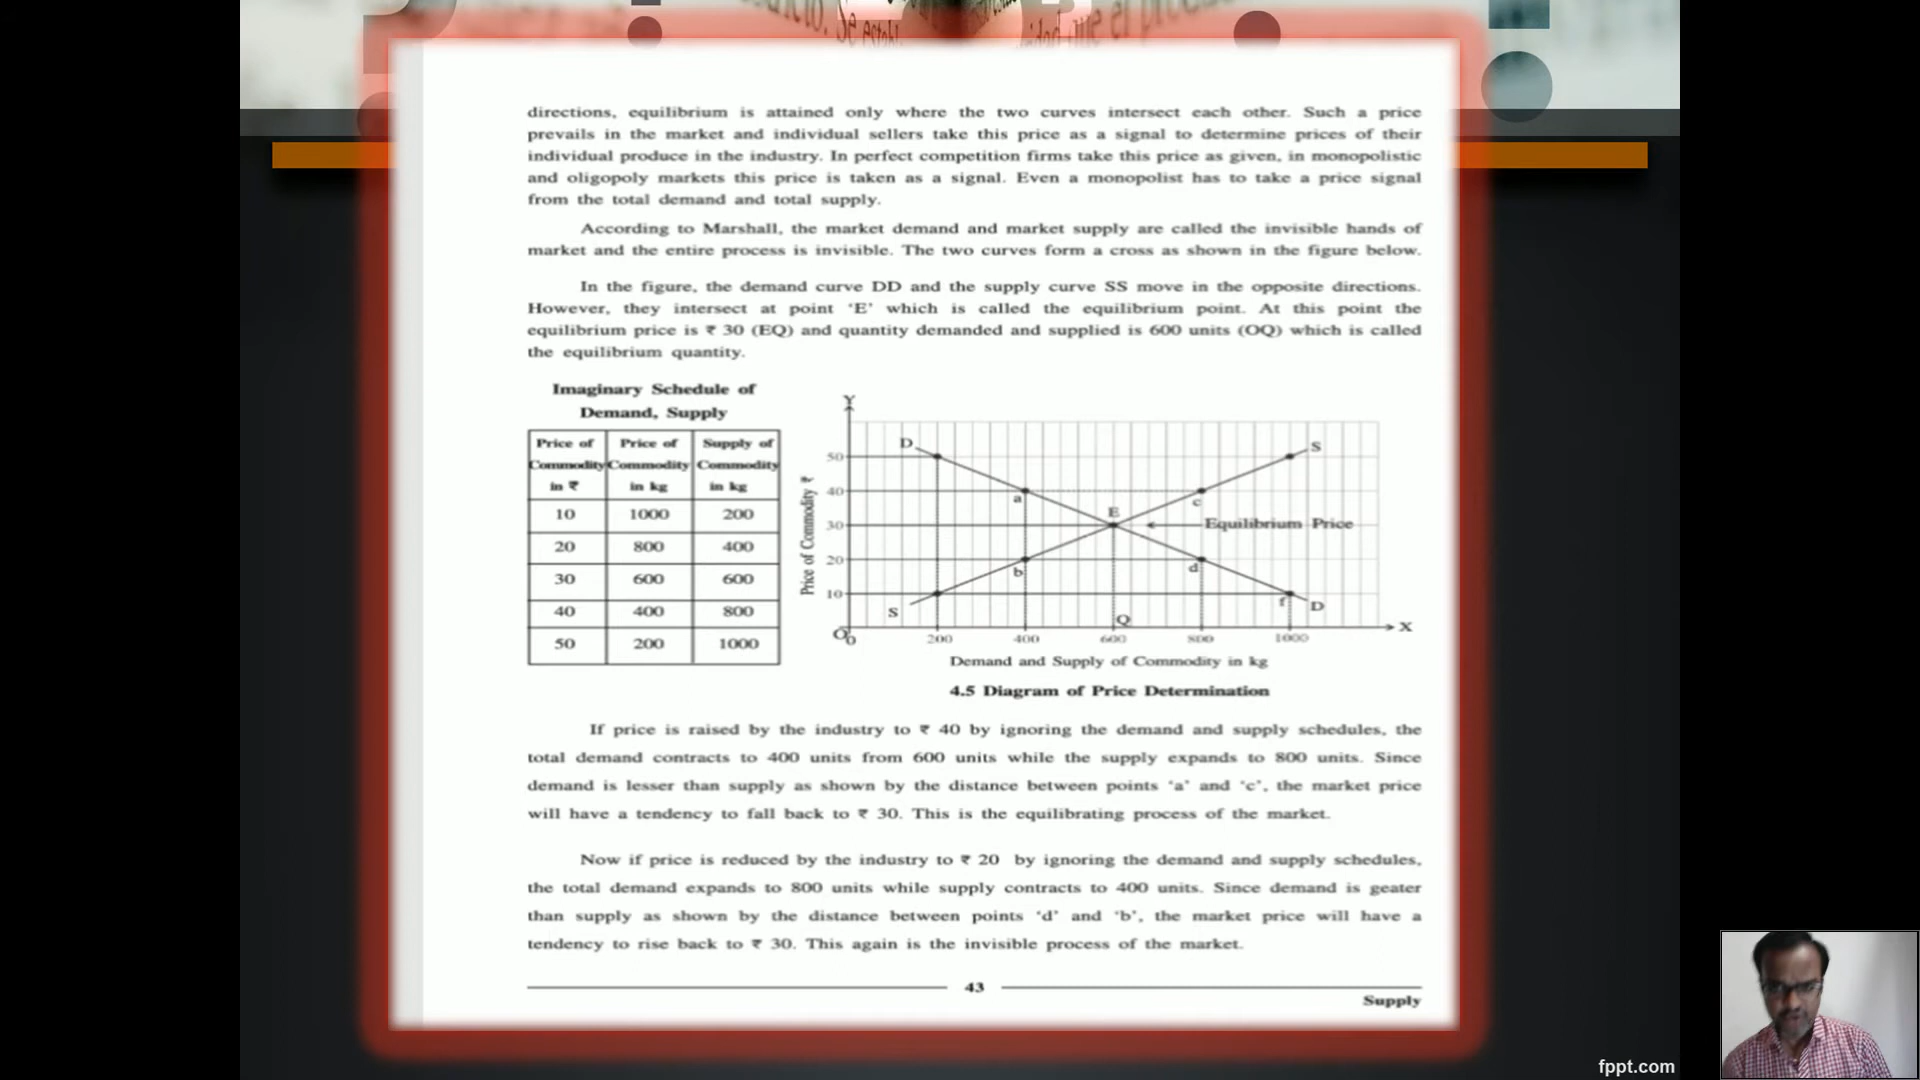 directions, equilibrium is attained only where the two curves intersect each other. Such a price
prevails in the market and individual sellers take this price as a signal to determine prices of their
individual produce in the industry. In perfect competition firms take this price as given, in monopolistic
and oligopoly markets this price is taken as a signal. Even a monopolist has to take a price signal
from the total demand and total supply.
According to Marshall, the market demand and market supply are called the invisible hands of
market and the entire process is invisible. The two curves form a cross as shown in the figure below.
In the figure, the demand curve DD and the supply curve SS move in the opposite directions.
However, they intersect at point ‘E’ which is called the equilibrium point. At this point the
equilibrium price is ₹ 30 (EQ) and quantity demanded and supplied is 600 units (OQ) which is called
the equilibrium quantity.
Imaginary Schedule of
Demand, Supply
Price of Price of Supply of
Commodity Commodity Commodity
in ₹ in kg in kg
10 1000 200
20 800 400
30 600 600
40 400 800
50 200 1000
Y
D S
50
40 a c
30 E Equilibrium Price
20 b d
10 f D
S Q
O 0 X
200 400 600 800 1000
Price of Commodity ₹
Demand and Supply of Commodity in kg
4.5 Diagram of Price Determination
If price is raised by the industry to ₹ 40 by ignoring the demand and supply schedules, the
total demand contracts to 400 units from 600 units while the supply expands to 800 units. Since
demand is lesser than supply as shown by the distance between points ‘a’ and ‘c’, the market price
will have a tendency to fall back to ₹ 30. This is the equilibrating process of the market.
Now if price is reduced by the industry to ₹ 20 by ignoring the demand and supply schedules,
the total demand expands to 800 units while supply contracts to 400 units. Since demand is geater
than supply as shown by the distance between points ‘d’ and ‘b’, the market price will have a
tendency to rise back to ₹ 30. This again is the invisible process of the market.
43
Supply
fppt.com